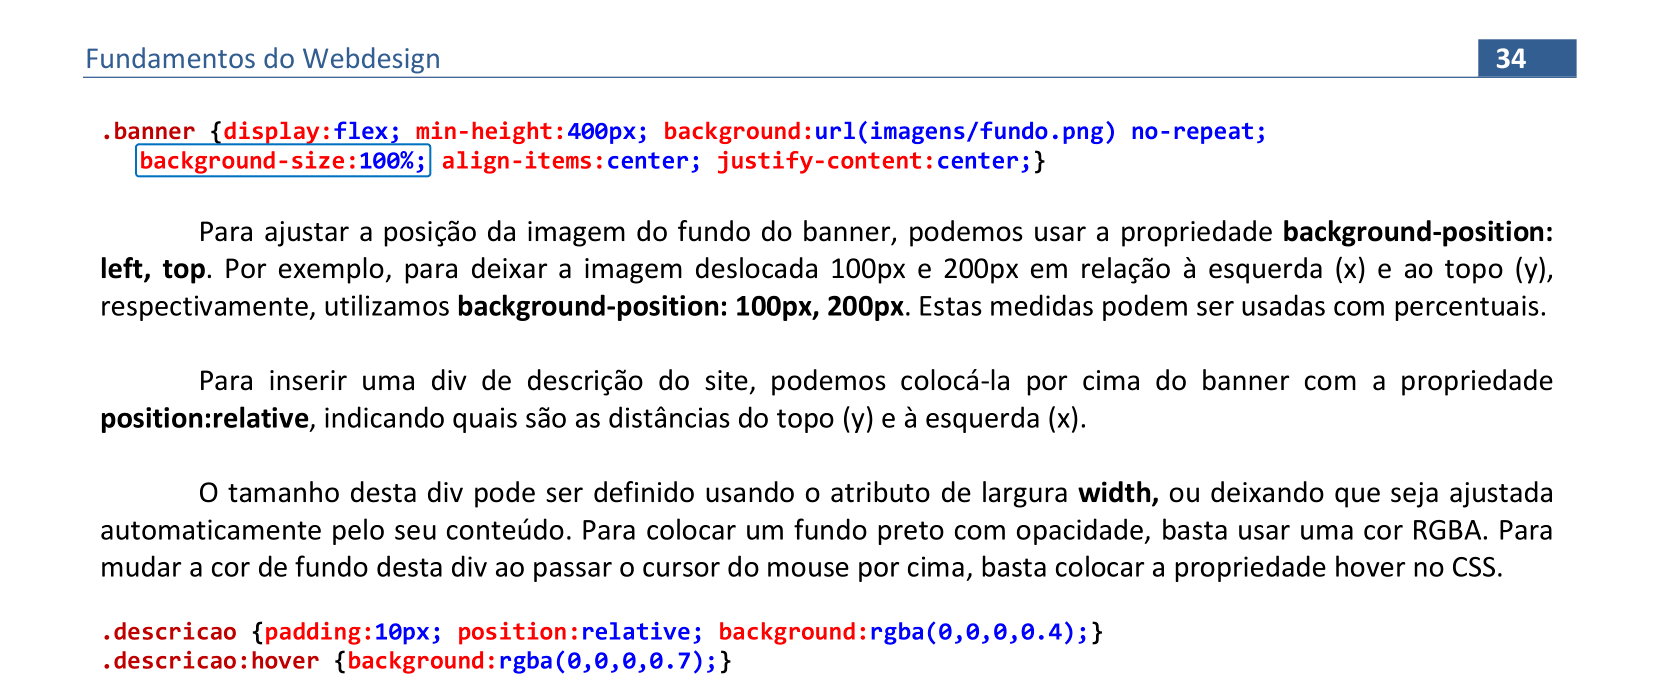 Fundamentos do Webdesign 34
.banner {display:flex; min-height:400px; background:url(imagens/fundo.png) no-repeat;
background-size:100%; align-items:center; justify-content:center;}
Para ajustar a posição da imagem do fundo do banner, podemos usar a propriedade background-position:
left, top. Por exemplo, para deixar a imagem deslocada 100px e 200px em relação à esquerda (x) e ao topo (y),
respectivamente, utilizamos background-position: 100px, 200px. Estas medidas podem ser usadas com percentuais.
Para inserir uma div de descrição do site, podemos colocá-la por cima do banner com a propriedade
position:relative, indicando quais são as distâncias do topo (y) e à esquerda (x).
O tamanho desta div pode ser definido usando o atributo de largura width, ou deixando que seja ajustada
automaticamente pelo seu conteúdo. Para colocar um fundo preto com opacidade, basta usar uma cor RGBA. Para
mudar a cor de fundo desta div ao passar o cursor do mouse por cima, basta colocar a propriedade hover no CSS.
.descricao {padding:10px; position:relative; background:rgba(0,0,0,0.4);}
.descricao:hover {background:rgba(0,0,0,0.7);}